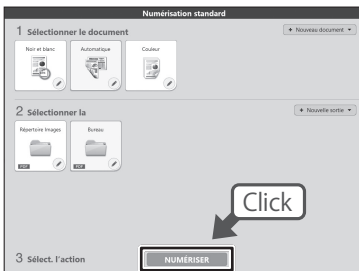 Numérisation standard
1 Sélectionner le document
+ Nouveau document
Noir et blanc
Automatique
Couleur
2 Sélectionner la
+ Nouvelle sortie
Répertoire Images
Bureau
PDF
PDF
Click
3 Sélect. l'action
NUMÉRISER